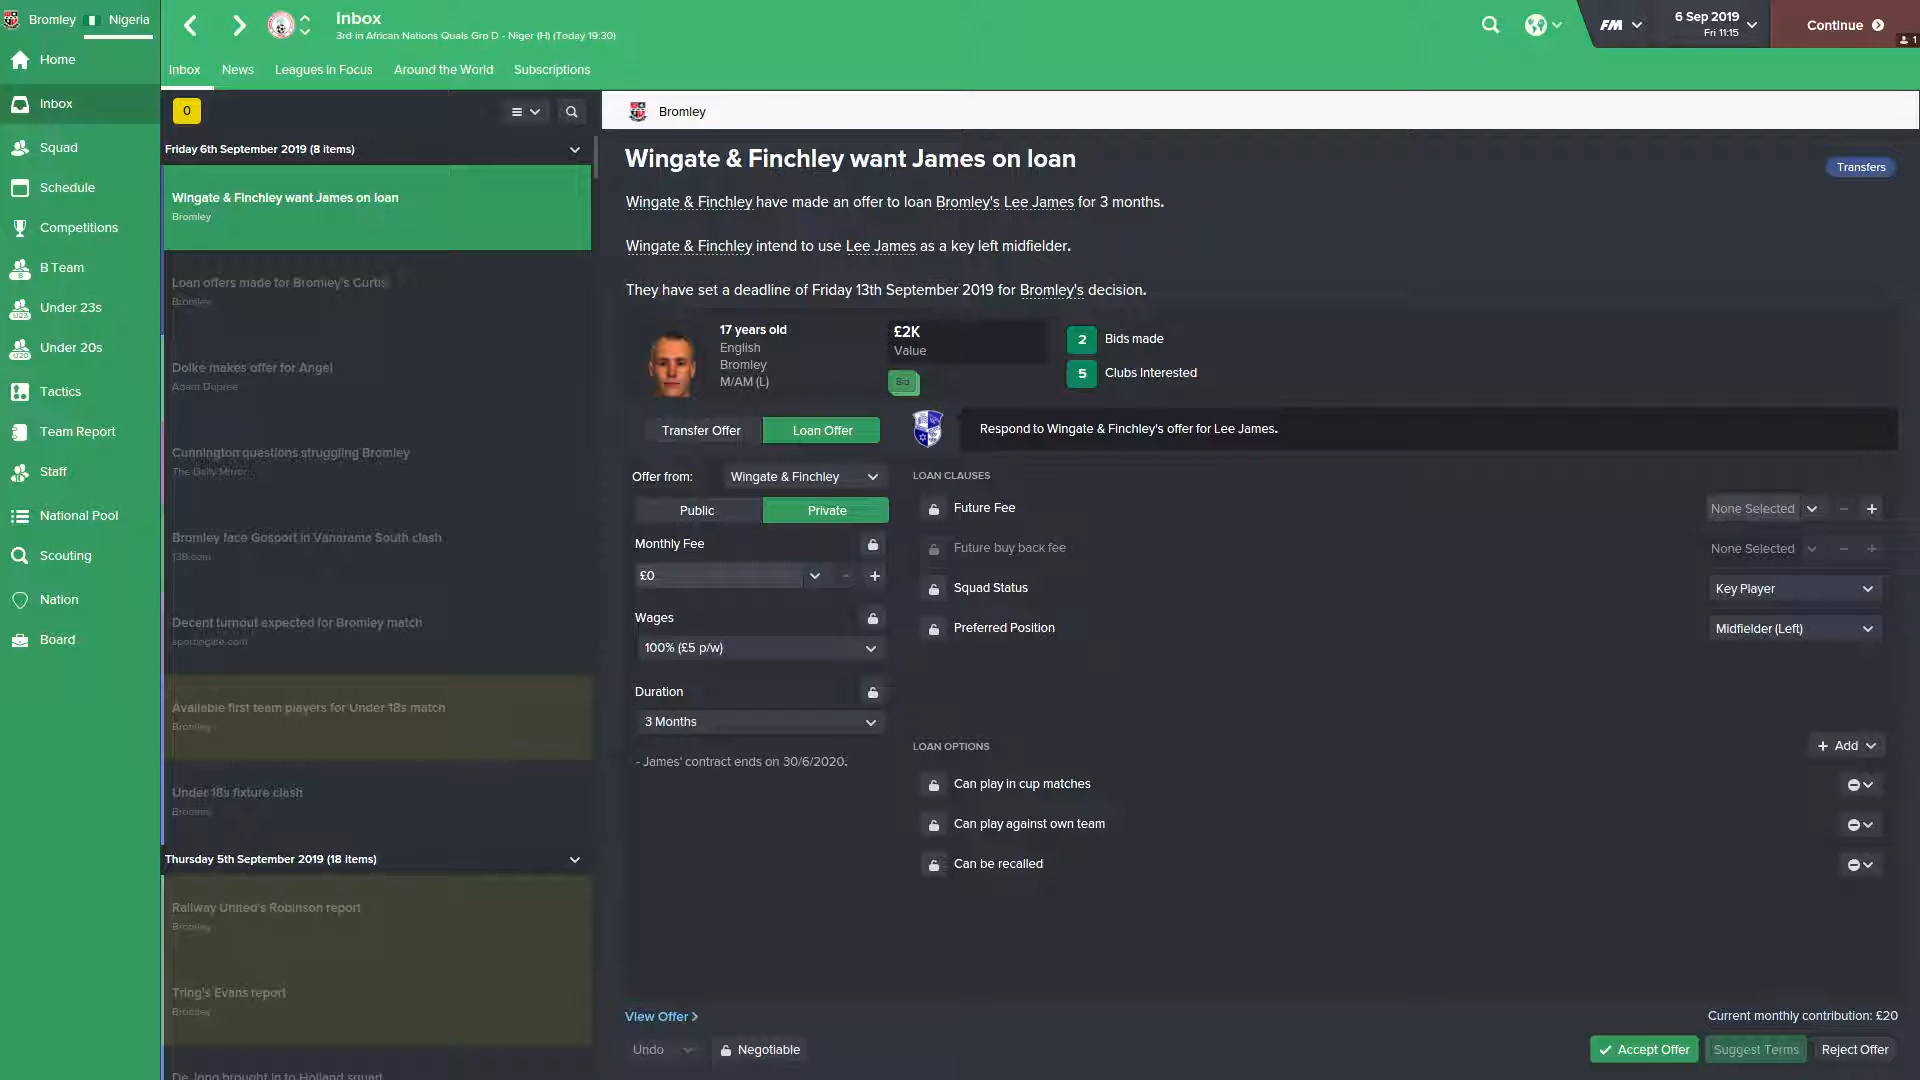 Bromley
Nigeria
Inbox
3rd in African Nations Quals Grp D - Niger (H) (Today 19:30)
FM
6 Sep 2019
Fri 11:15
Continue
1
Home
Inbox
Squad
Schedule
Competitions
B Team
Under 23s
Under 20s
Tactics
Team Report
Staff
National Pool
Scouting
Nation
Board
Inbox
News
Leagues in Focus
Around the World
Subscriptions
0
Friday 6th September 2019 (8 items)
Wingate & Finchley want James on loan
Bromley
Loan offers made for Bromley's Curtis
Bromley
Dolke makes offer for Angel
Adam Dupree
Cunnington questions struggling Bromley
The Daily Mirror
Bromley face Gosport in Vanarama South clash
138.com
Decent turnout expected for Bromley match
sportinglife.com
Available first team players for Under 18s match
Bromley
Under 18s fixture clash
Bromley
Thursday 5th September 2019 (18 items)
Railway United's Robinson report
Bromley
Tring's Evans report
Bromley
De Jong brought in to Holland squad
Bromley
Wingate & Finchley want James on loan
Transfers
Wingate & Finchley have made an offer to loan Bromley's Lee James for 3 months.
Wingate & Finchley intend to use Lee James as a key left midfielder.
They have set a deadline of Friday 13th September 2019 for Bromley's decision.
17 years old
English
Bromley
M/AM (L)
£2K
Value
Bid
2 Bids made
5 Clubs Interested
Transfer Offer
Loan Offer
Respond to Wingate & Finchley's offer for Lee James.
Offer from:
Wingate & Finchley
Public
Private
Monthly Fee
£0
Wages
100% (£5 p/w)
Duration
3 Months
- James' contract ends on 30/6/2020.
LOAN CLAUSES
Future Fee
None Selected
Future buy back fee
None Selected
Squad Status
Key Player
Preferred Position
Midfielder (Left)
LOAN OPTIONS
+ Add
Can play in cup matches
Can play against own team
Can be recalled
View Offer >
Current monthly contribution: £20
Undo
Negotiable
Accept Offer
Suggest Terms
Reject Offer